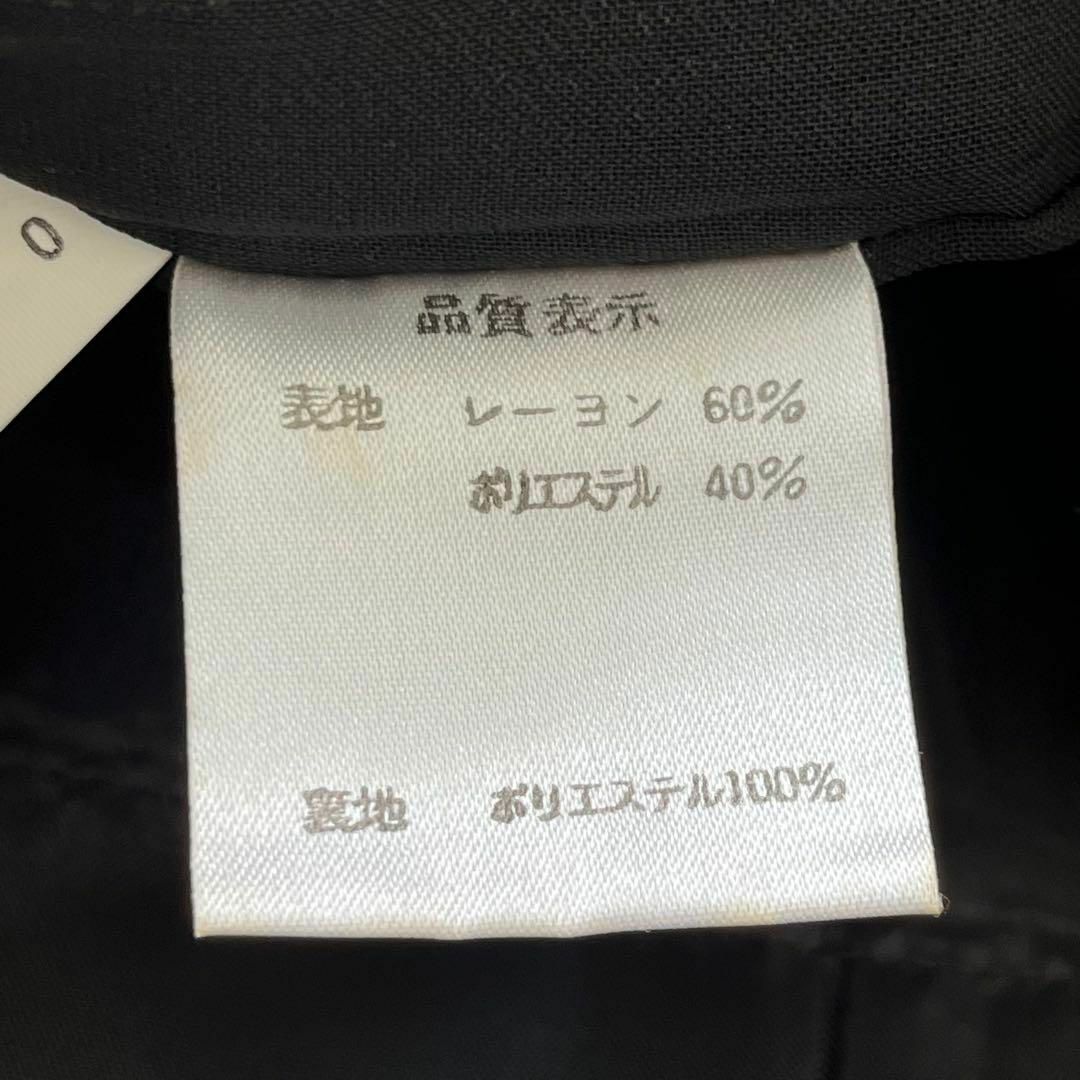 0
品質表示
表地 レーヨン 60%
ポリエステル 40%
裏地 ポリエステル100%